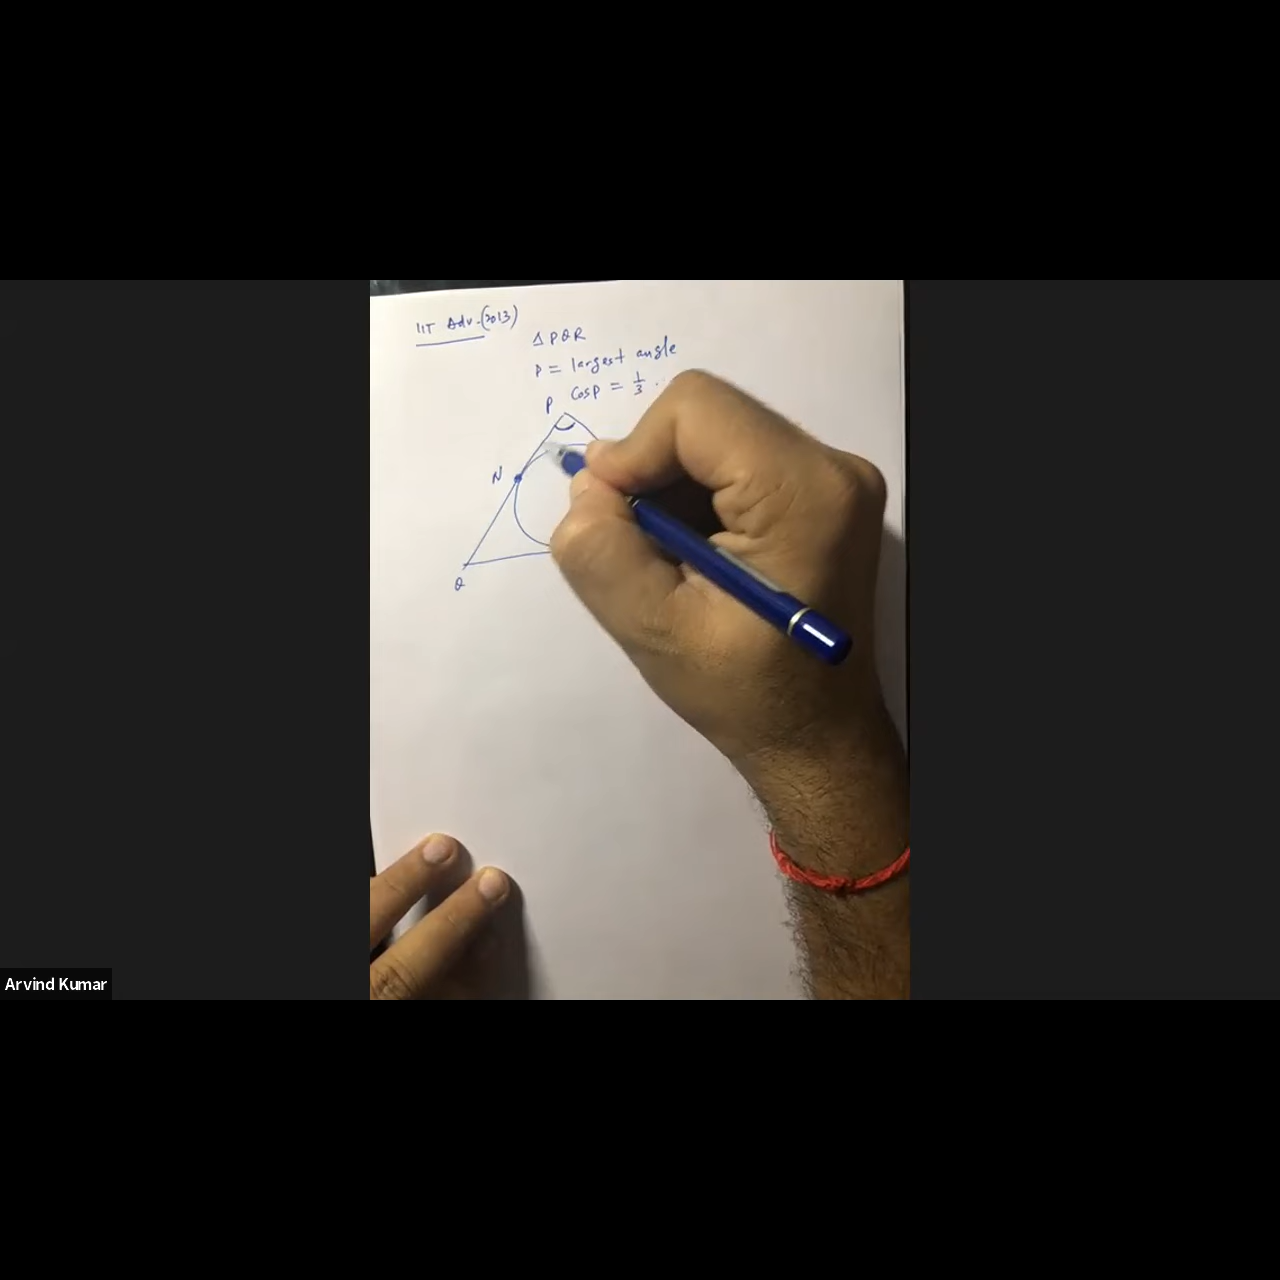 IIT Adv. (2013)
Δ PQR
P = largest angle
Cos P = 1/3
P
N
Q
Arvind Kumar